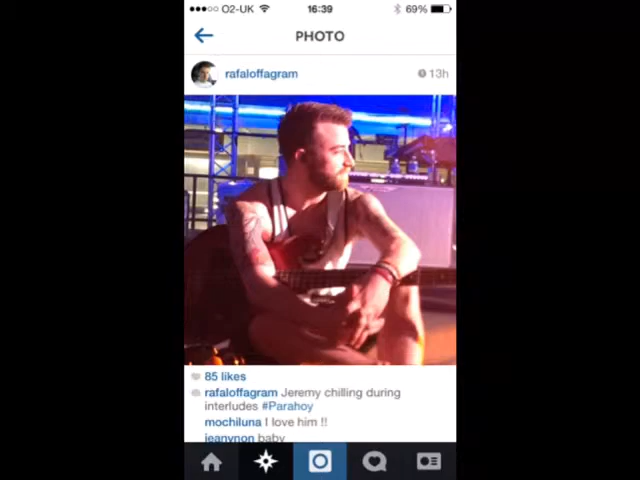 O2-UK 16:39 69%
PHOTO
rafaloffagram 13h
85 likes
rafaloffagram Jeremy chilling during
interludes #Parahoy
mochiluna I love him !!
jeanynon baby